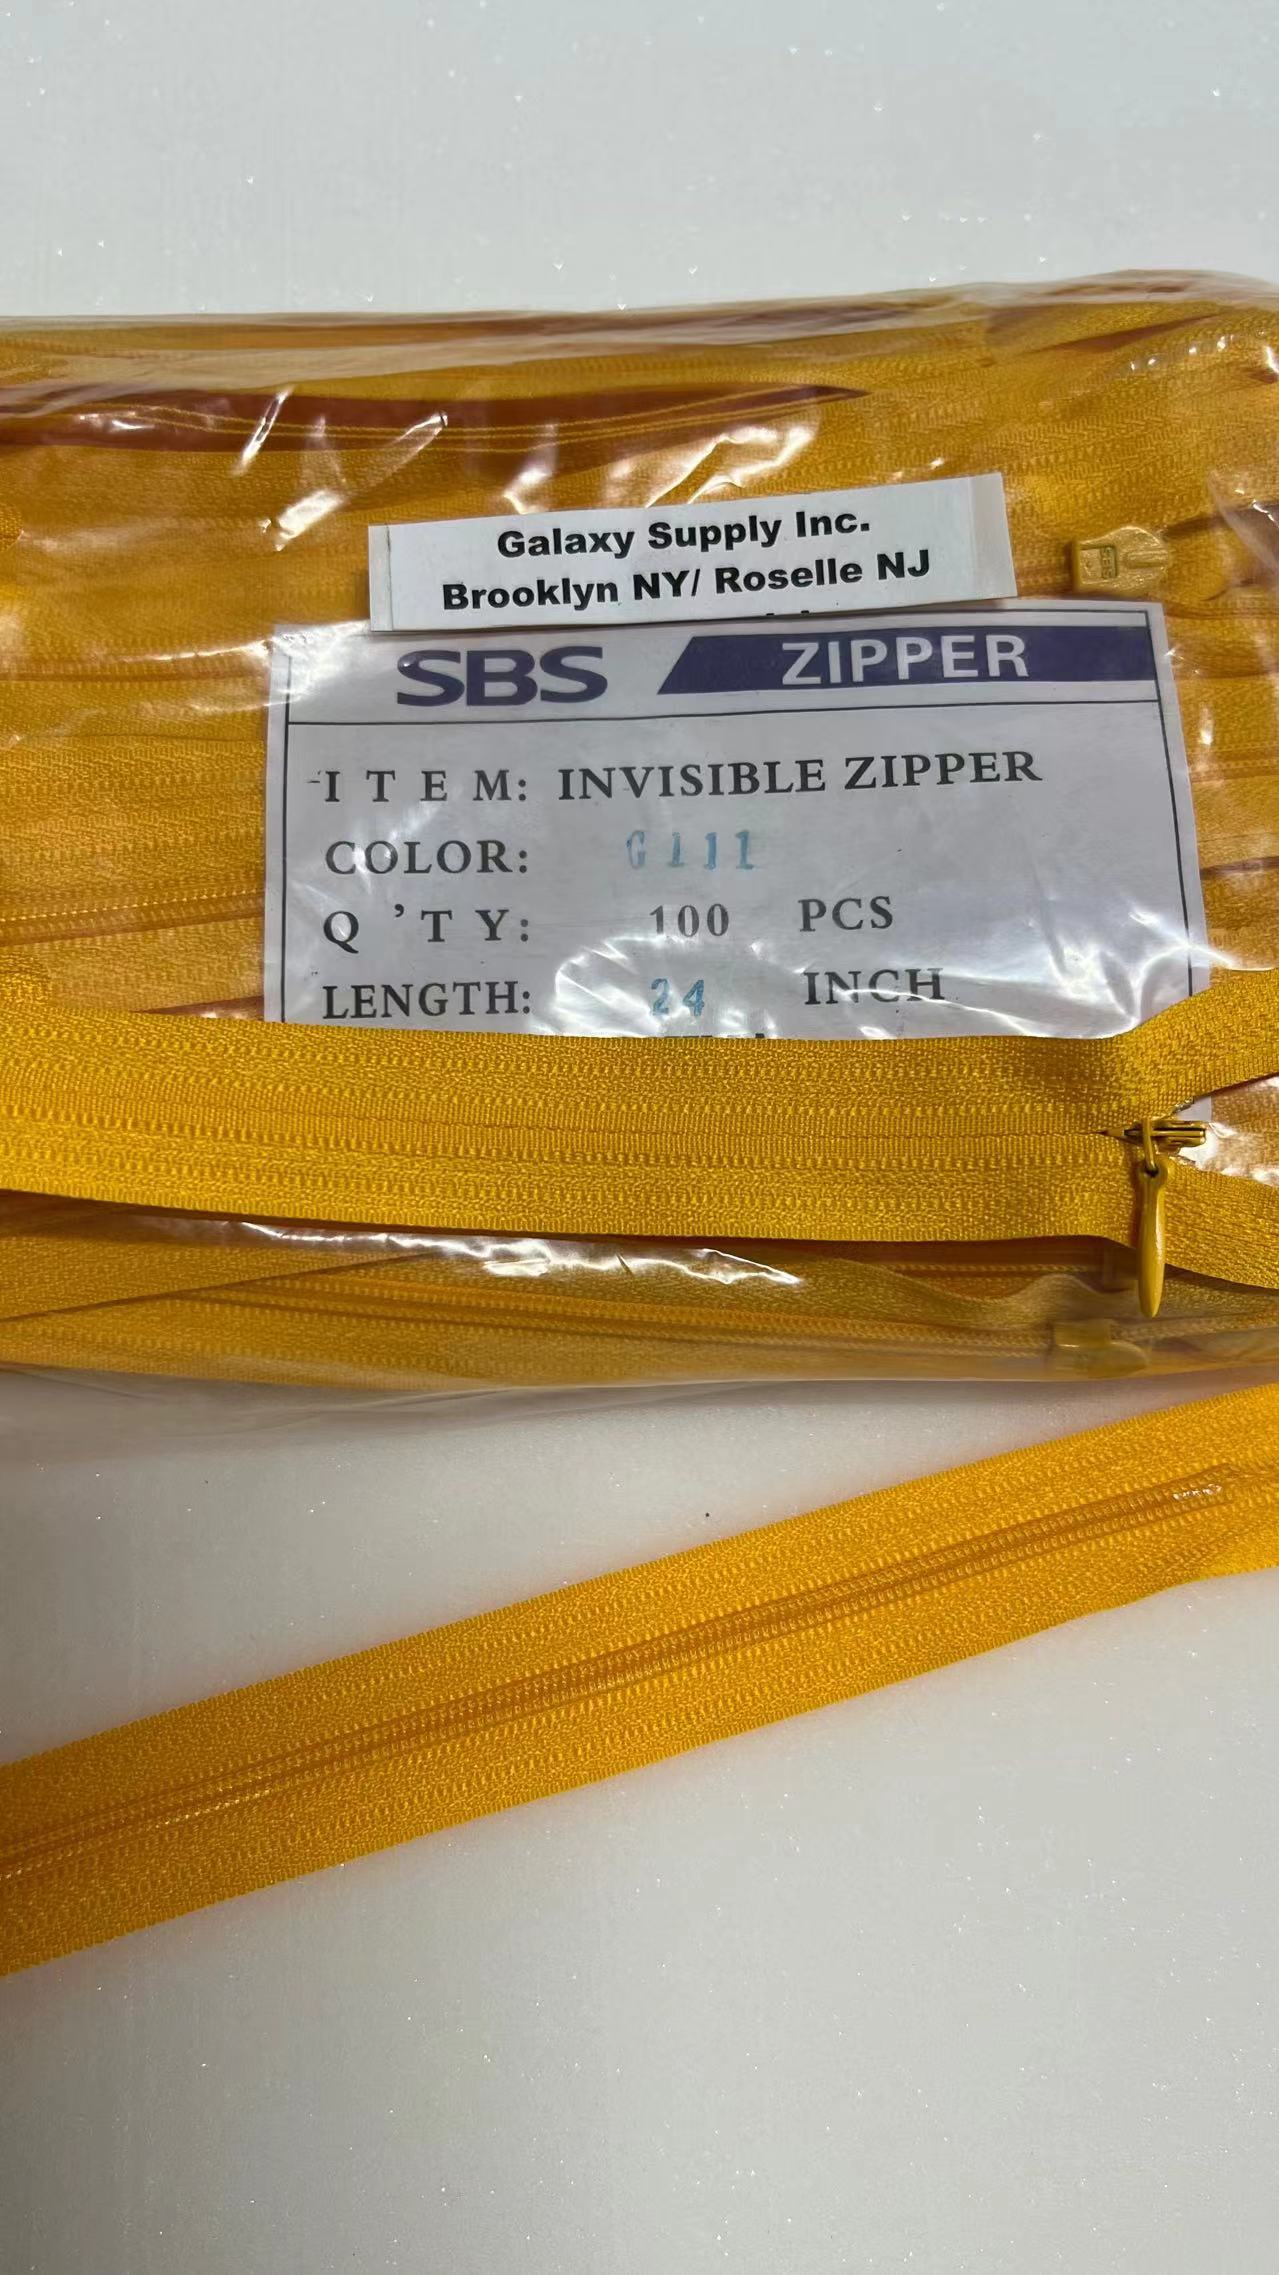 Galaxy Supply Inc.
Brooklyn NY/ Roselle NJ
SBS ZIPPER
I T E M: INVISIBLE ZIPPER
COLOR: G111
Q 'T Y: 100 PCS
LENGTH: 24 INCH